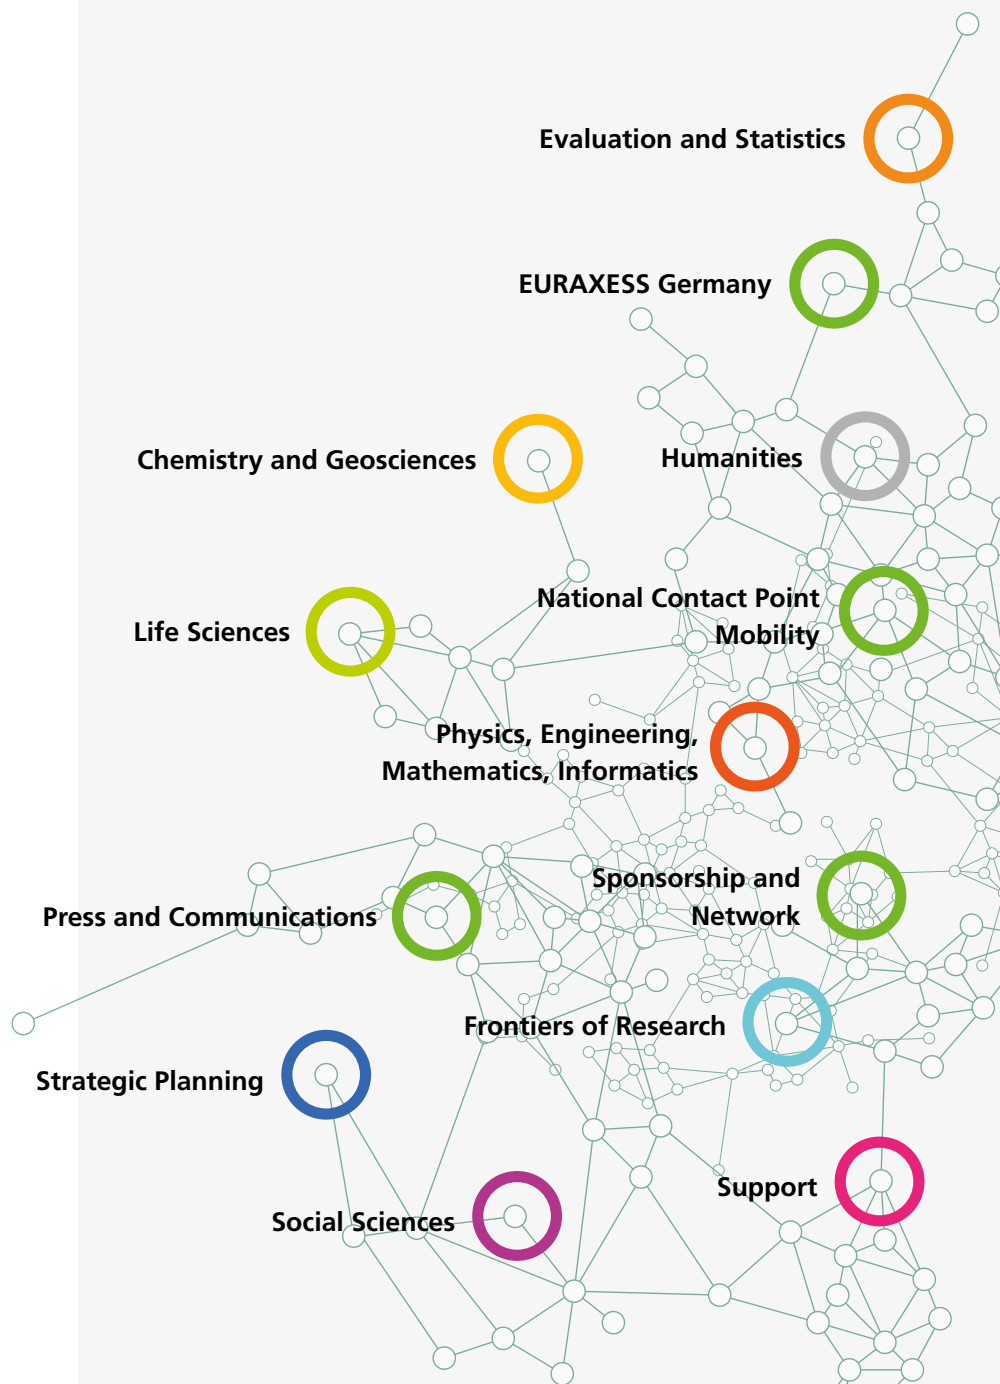 Evaluation and Statistics
EURAXESS Germany
Chemistry and Geosciences
Humanities
National Contact Point
Mobility
Life Sciences
Physics, Engineering,
Mathematics, Informatics
Sponsorship and
Network
Press and Communications
Frontiers of Research
Strategic Planning
Support
Social Sciences